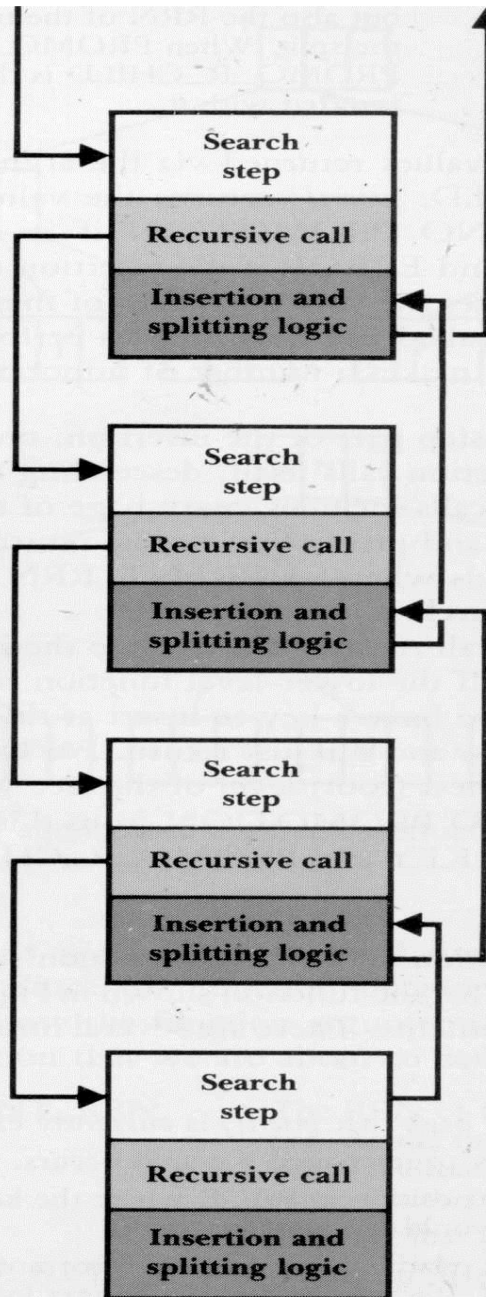 Search
step
Recursive call
Insertion and
splitting logic
Search
step
Recursive call
Insertion and
splitting logic
Search
step
Recursive call
Insertion and
splitting logic
Search
step
Recursive call
Insertion and
splitting logic